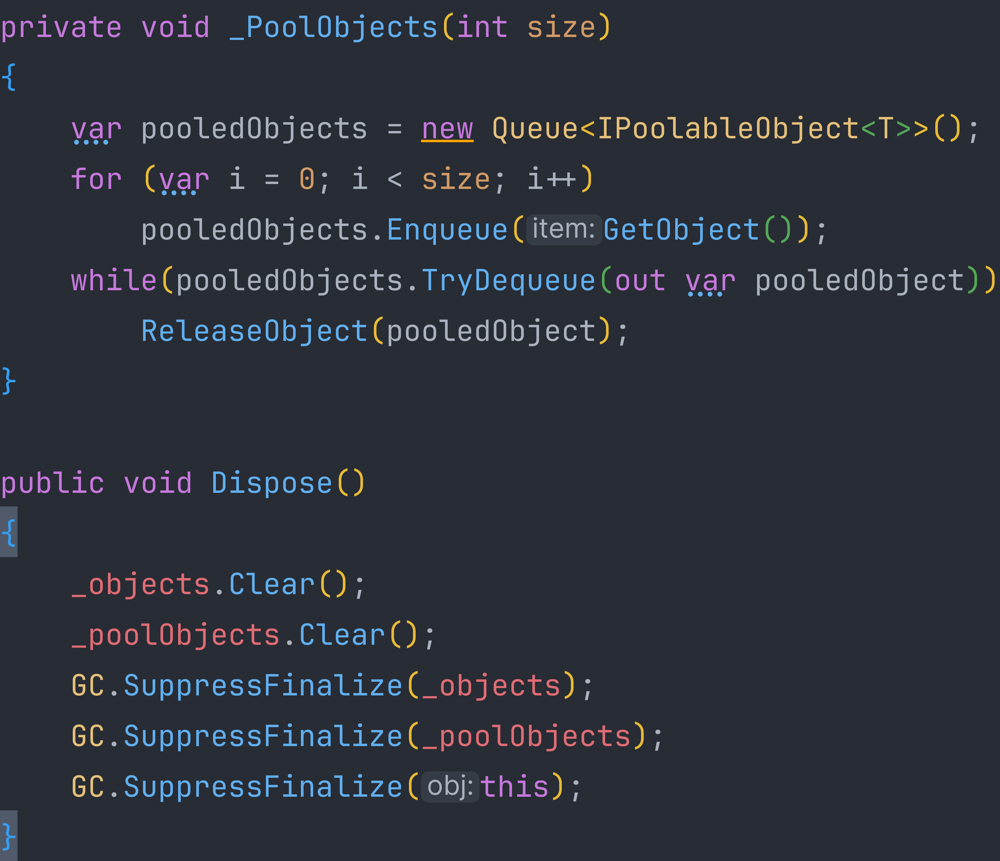 private void _PoolObjects(int size)
{
    var pooledObjects = new Queue<IPoolableObject<T>>();
    for (var i = 0; i < size; i++)
        pooledObjects.Enqueue(item:GetObject());
    while(pooledObjects.TryDequeue(out var pooledObject))
        ReleaseObject(pooledObject);
}
public void Dispose()
{
    _objects.Clear();
    _poolObjects.Clear();
    GC.SuppressFinalize(_objects);
    GC.SuppressFinalize(_poolObjects);
    GC.SuppressFinalize(obj:this);
}